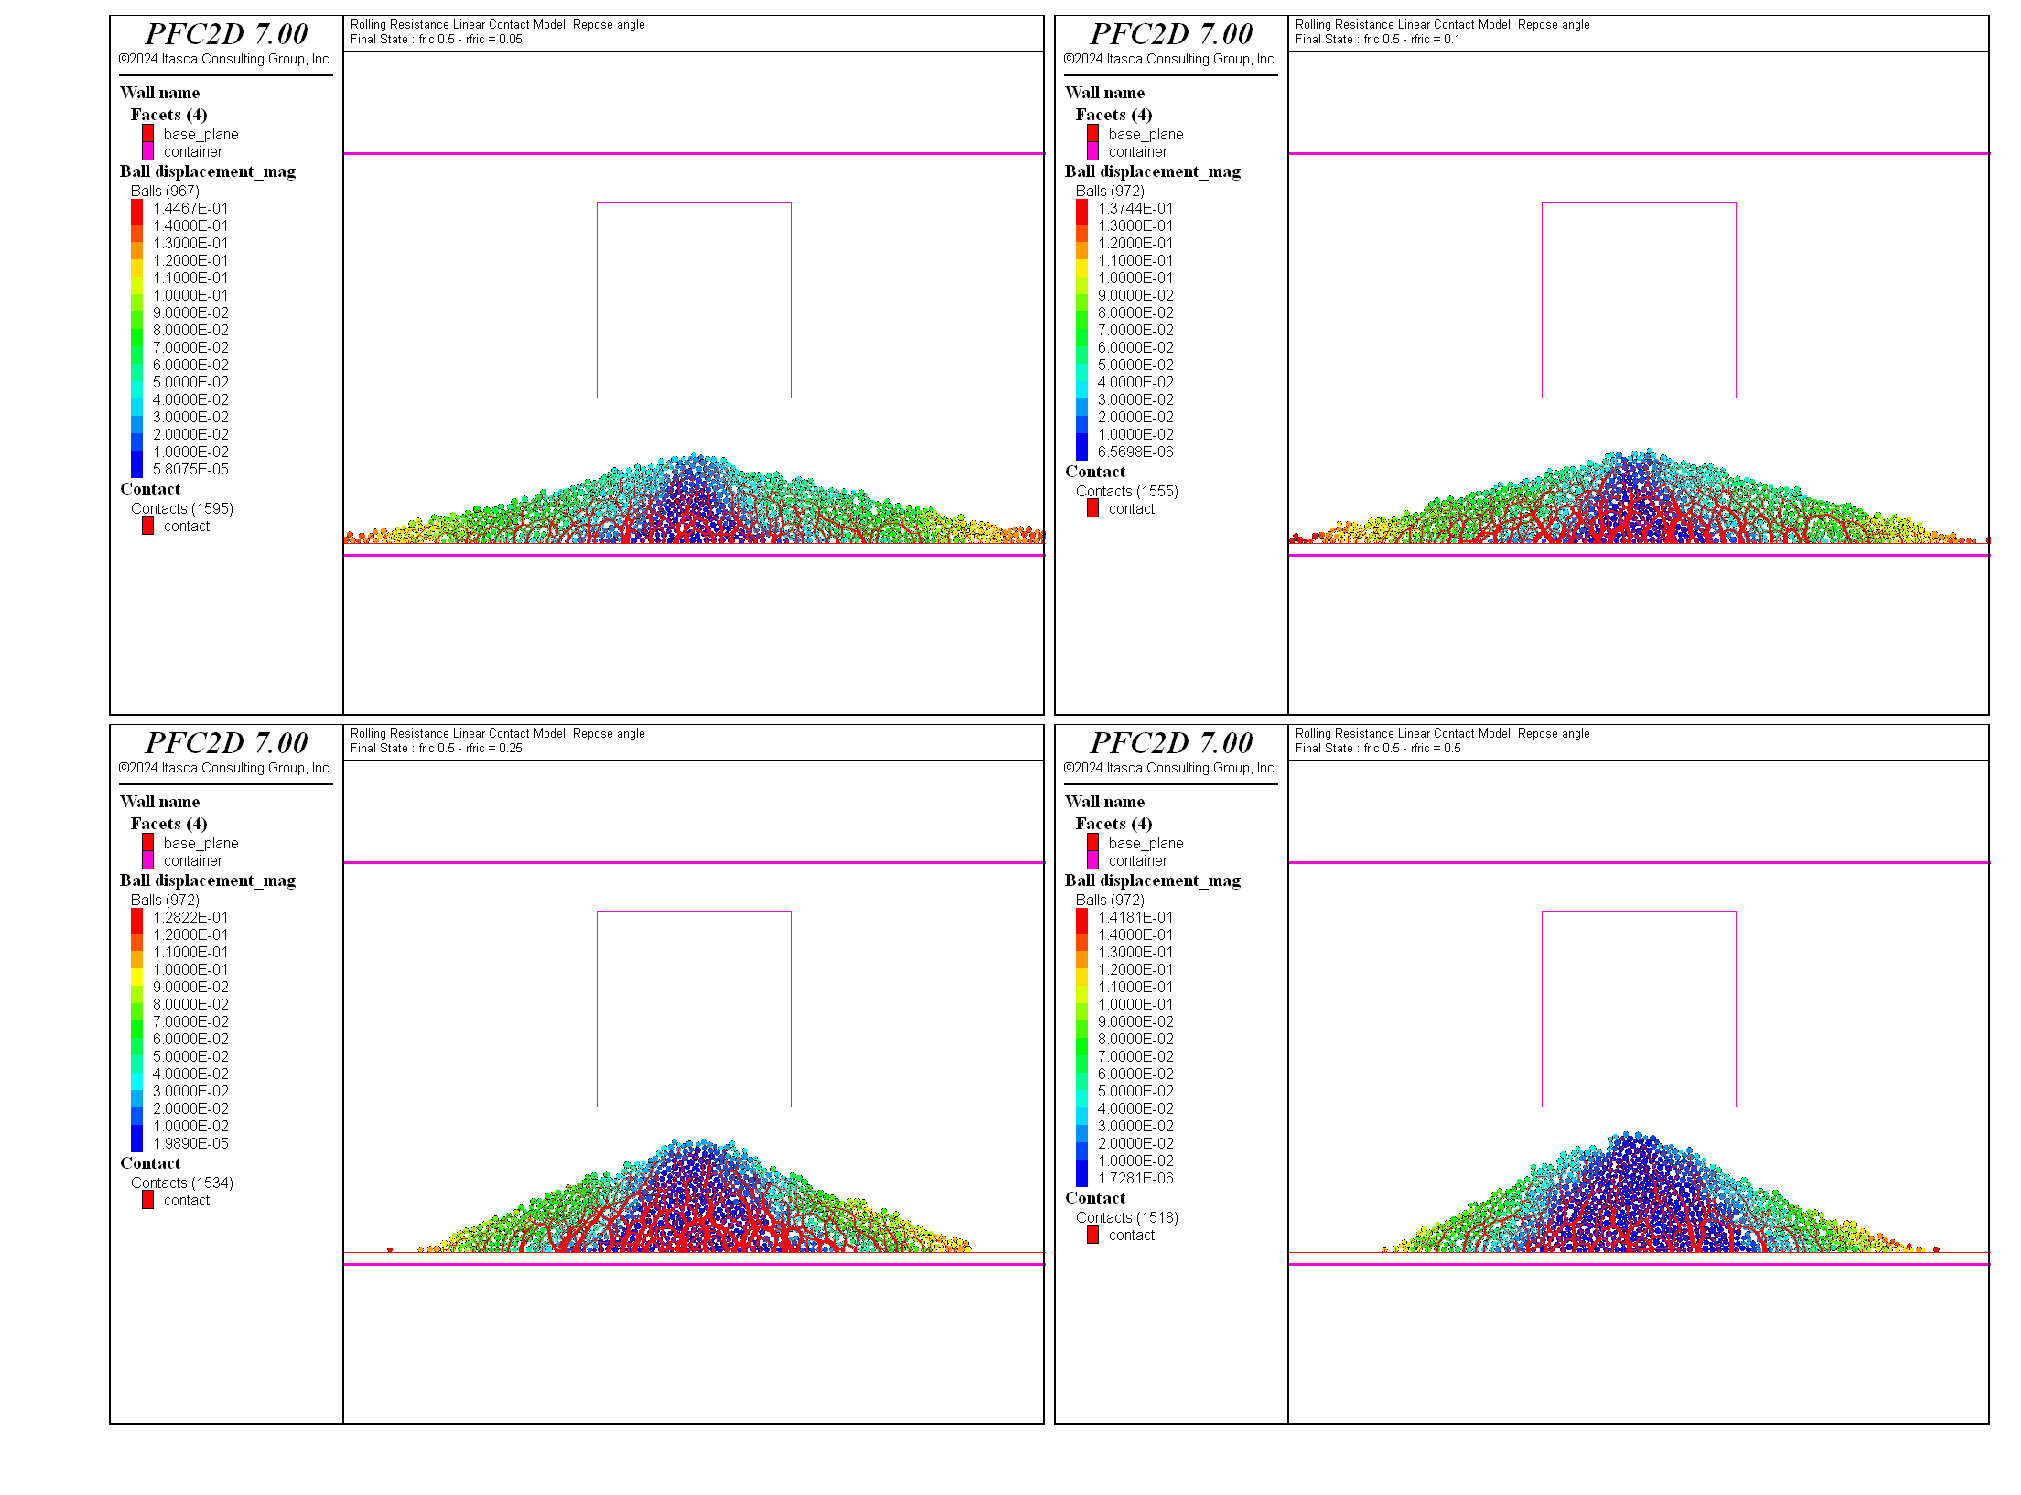 PFC2D 7.00
©2024 Itasca Consulting Group, Inc.
Wall name
Facets (4)
base_plane
container
Ball displacement_mag
Balls (967)
1.4467E-01
1.4000E-01
1.3000E-01
1.2000E-01
1.1000E-01
1.0000E-01
9.0000E-02
8.0000E-02
7.0000E-02
6.0000E-02
5.0000E-02
4.0000E-02
3.0000E-02
2.0000E-02
1.0000E-02
5.8075E-05
Contact
Contacts (1595)
contact
Rolling Resistance Linear Contact Model: Repose angle
Final State : fric 0.5 - rfric = 0.05
PFC2D 7.00
©2024 Itasca Consulting Group, Inc.
Wall name
Facets (4)
base_plane
container
Ball displacement_mag
Balls (972)
1.3744E-01
1.3000E-01
1.2000E-01
1.1000E-01
1.0000E-01
9.0000E-02
8.0000E-02
7.0000E-02
6.0000E-02
5.0000E-02
4.0000E-02
3.0000E-02
2.0000E-02
1.0000E-02
6.5698E-06
Contact
Contacts (1555)
contact
Rolling Resistance Linear Contact Model: Repose angle
Final State : fric 0.5 - rfric = 0.1
PFC2D 7.00
©2024 Itasca Consulting Group, Inc.
Wall name
Facets (4)
base_plane
container
Ball displacement_mag
Balls (972)
1.2822E-01
1.2000E-01
1.1000E-01
1.0000E-01
9.0000E-02
8.0000E-02
7.0000E-02
6.0000E-02
5.0000E-02
4.0000E-02
3.0000E-02
2.0000E-02
1.0000E-02
1.9890E-05
Contact
Contacts (1534)
contact
Rolling Resistance Linear Contact Model: Repose angle
Final State : fric 0.5 - rfric = 0.25
PFC2D 7.00
©2024 Itasca Consulting Group, Inc.
Wall name
Facets (4)
base_plane
container
Ball displacement_mag
Balls (972)
1.4181E-01
1.4000E-01
1.3000E-01
1.2000E-01
1.1000E-01
1.0000E-01
9.0000E-02
8.0000E-02
7.0000E-02
6.0000E-02
5.0000E-02
4.0000E-02
3.0000E-02
2.0000E-02
1.0000E-02
1.7281E-06
Contact
Contacts (1516)
contact
Rolling Resistance Linear Contact Model: Repose angle
Final State : fric 0.5 - rfric = 0.5